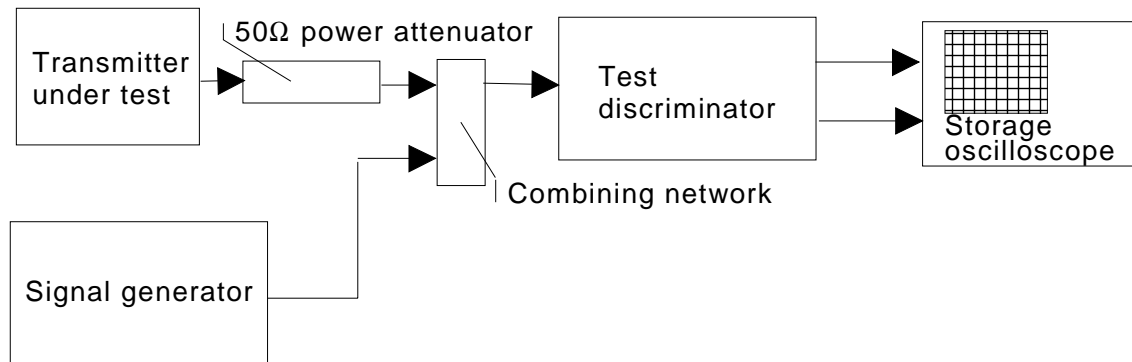 50Ω power attenuator
Transmitter
under test
Test
discriminator
Storage
oscilloscope
Combining network
Signal generator